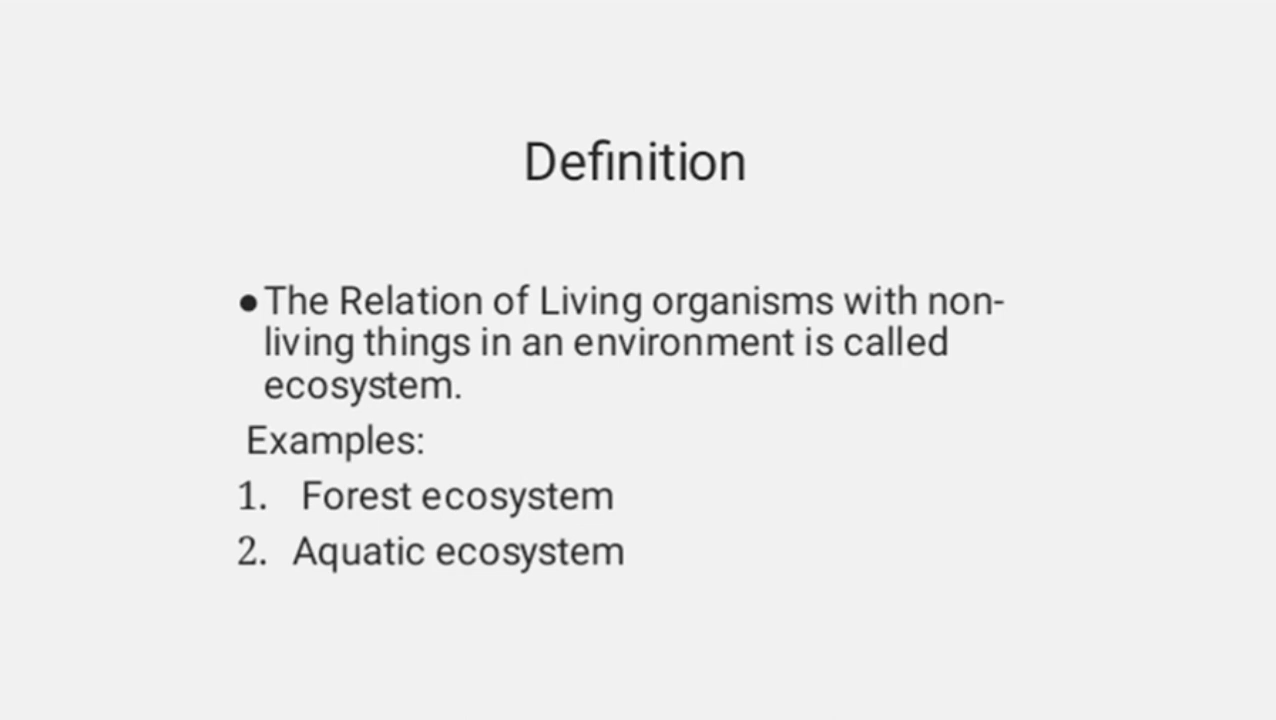 Definition
●The Relation of Living organisms with non-
living things in an environment is called
ecosystem.
Examples:
1. Forest ecosystem
2. Aquatic ecosystem